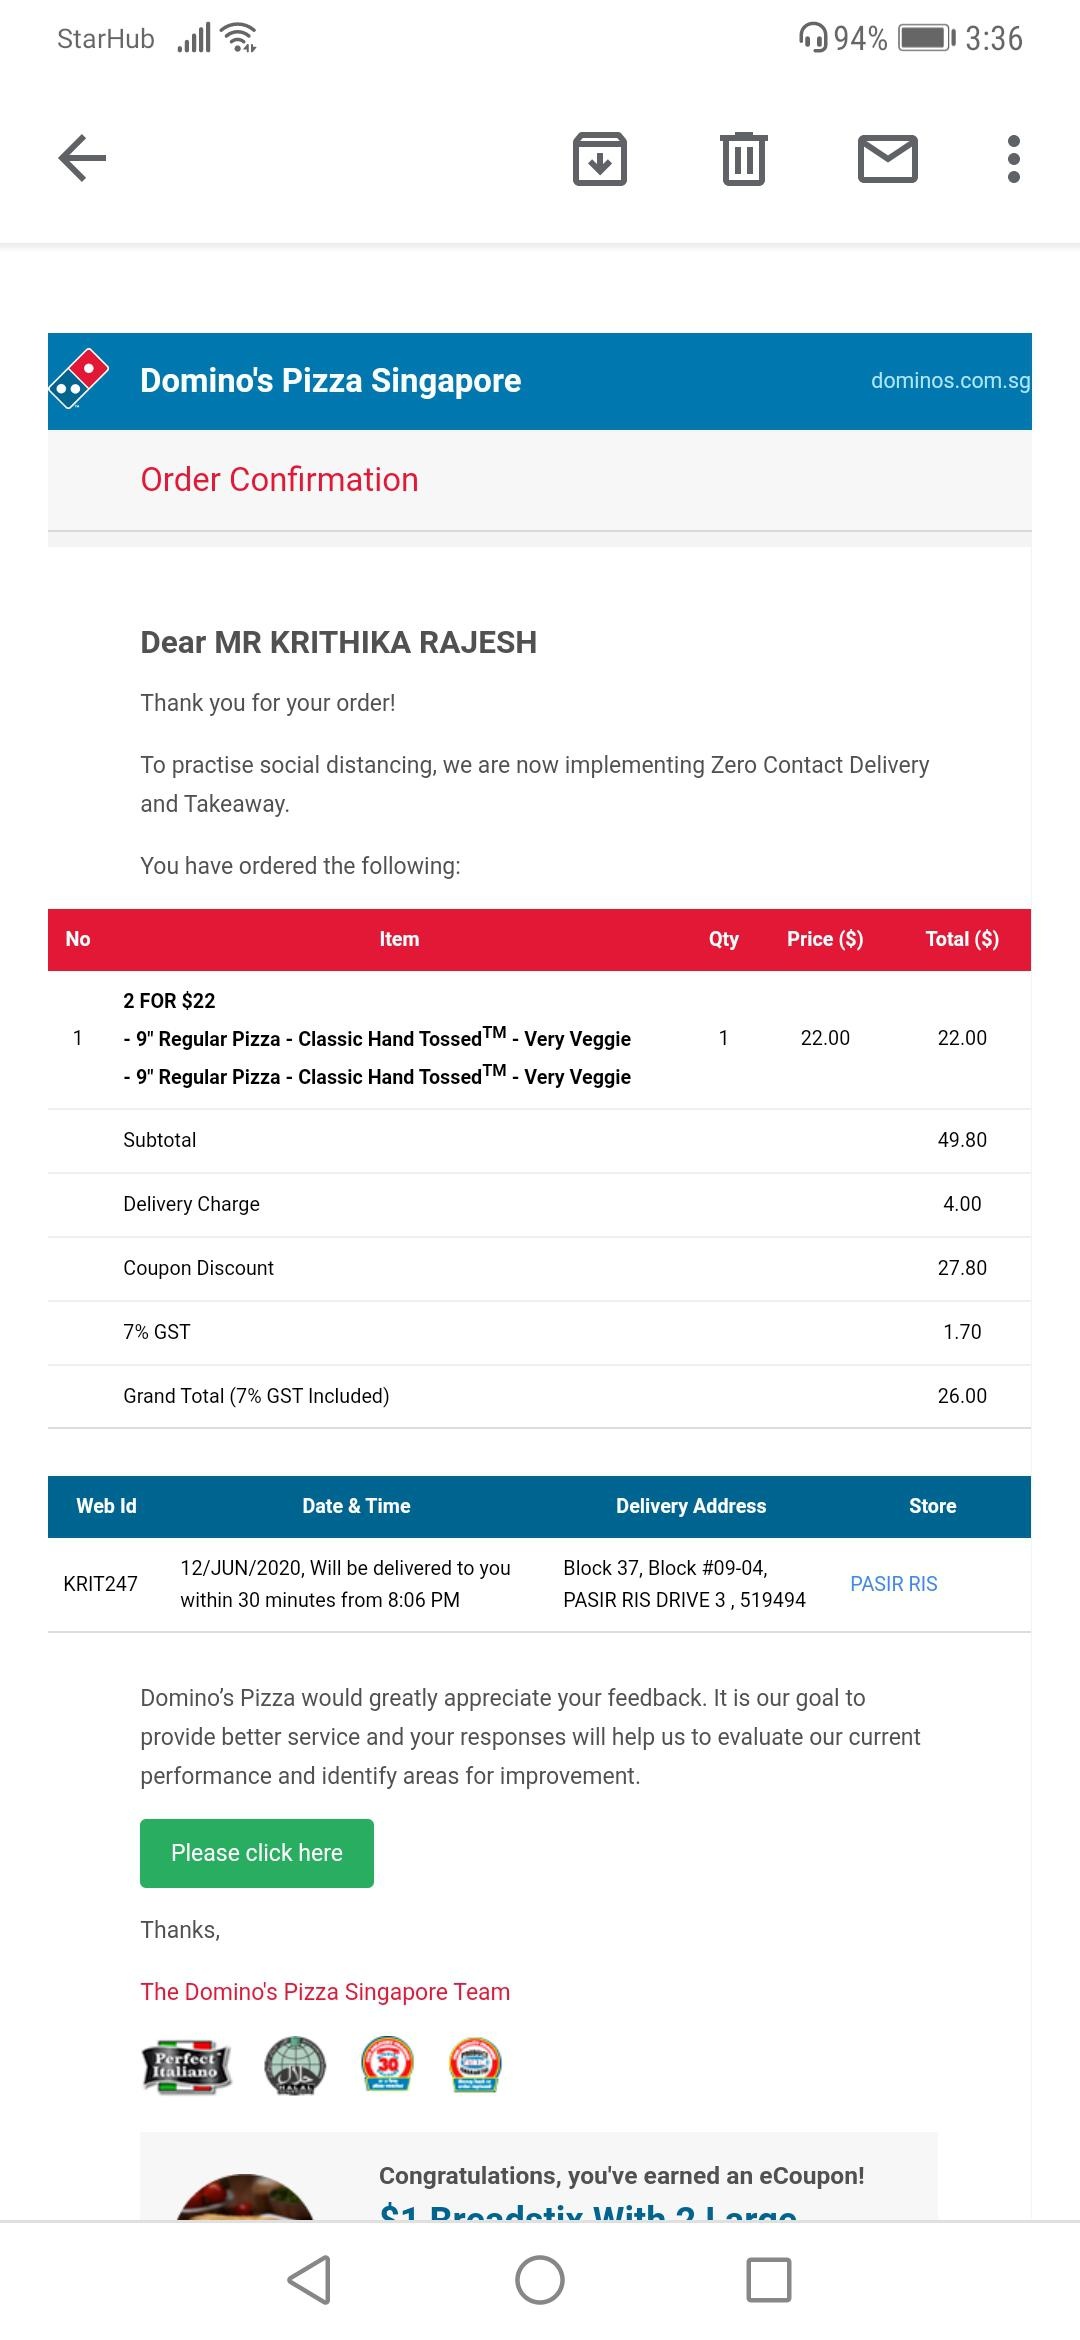 StarHub 94% 3:36
Domino's Pizza Singapore dominos.com.sg
Order Confirmation
Dear MR KRITHIKA RAJESH
Thank you for your order!
To practise social distancing, we are now implementing Zero Contact Delivery
and Takeaway.
You have ordered the following:
No Item Qty Price ($) Total ($)
2 FOR $22
1 - 9" Regular Pizza - Classic Hand Tossed™ - Very Veggie 1 22.00 22.00
- 9" Regular Pizza - Classic Hand Tossed™ - Very Veggie
Subtotal 49.80
Delivery Charge 4.00
Coupon Discount 27.80
7% GST 1.70
Grand Total (7% GST Included) 26.00
Web Id Date & Time Delivery Address Store
KRIT247 12/JUN/2020, Will be delivered to you Block 37, Block #09-04, PASIR RIS
within 30 minutes from 8:06 PM PASIR RIS DRIVE 3 , 519494
Domino's Pizza would greatly appreciate your feedback. It is our goal to
provide better service and your responses will help us to evaluate our current
performance and identify areas for improvement.
Please click here
Thanks,
The Domino's Pizza Singapore Team
Perfect
Italiano
HALAL
30
Congratulations, you've earned an eCoupon!
$1 Breadstix With 2 Large